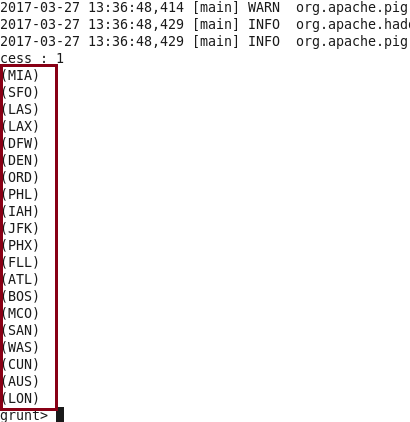 2017-03-27 13:36:48,414 [main] WARN  org.apache.pig
2017-03-27 13:36:48,429 [main] INFO  org.apache.had
2017-03-27 13:36:48,429 [main] INFO  org.apache.pig
cess : 1
(MIA)
(SFO)
(LAS)
(LAX)
(DFW)
(DEN)
(ORD)
(PHL)
(IAH)
(JFK)
(PHX)
(FLL)
(ATL)
(BOS)
(MCO)
(SAN)
(WAS)
(CUN)
(AUS)
(LON)
grunt>